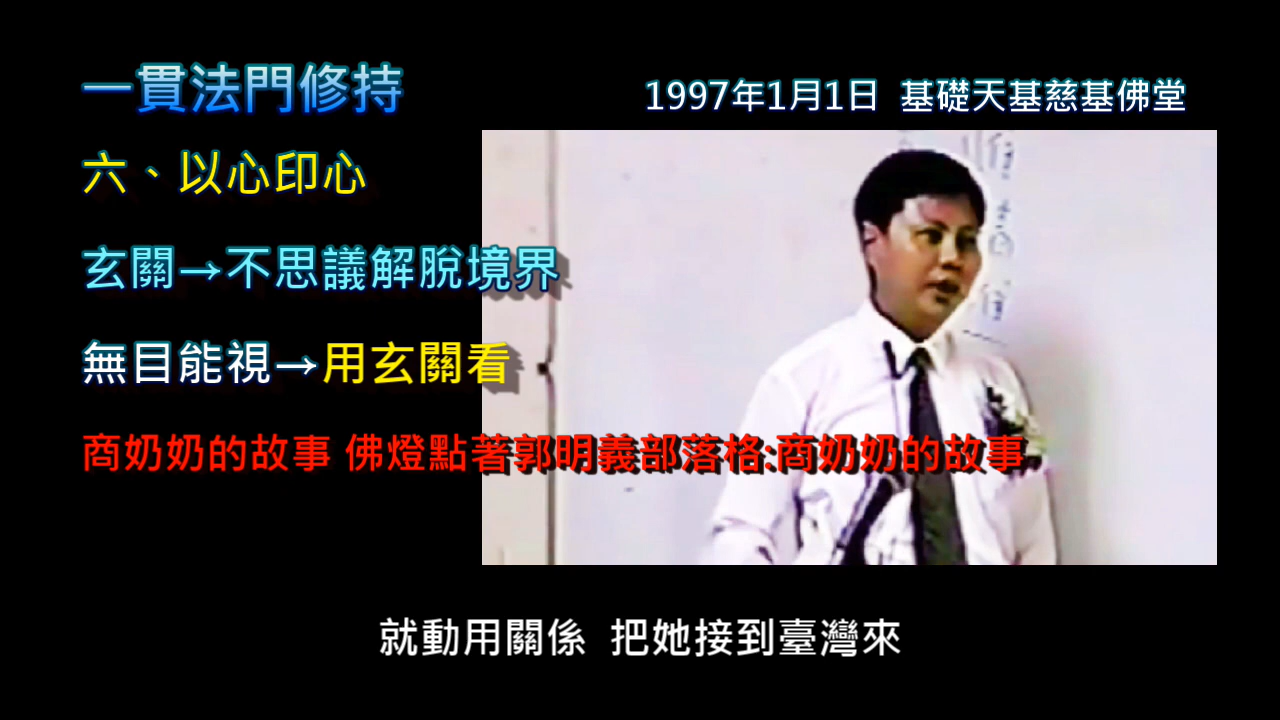 一貫法門修持
1997年1月1日 基礎天基慈基佛堂
六、以心印心
玄關→不思議解脫境界
無目能視→用玄關看
商奶奶的故事 佛燈點著郭明義部落格:商奶奶的故事
就動用關係 把她接到臺灣來